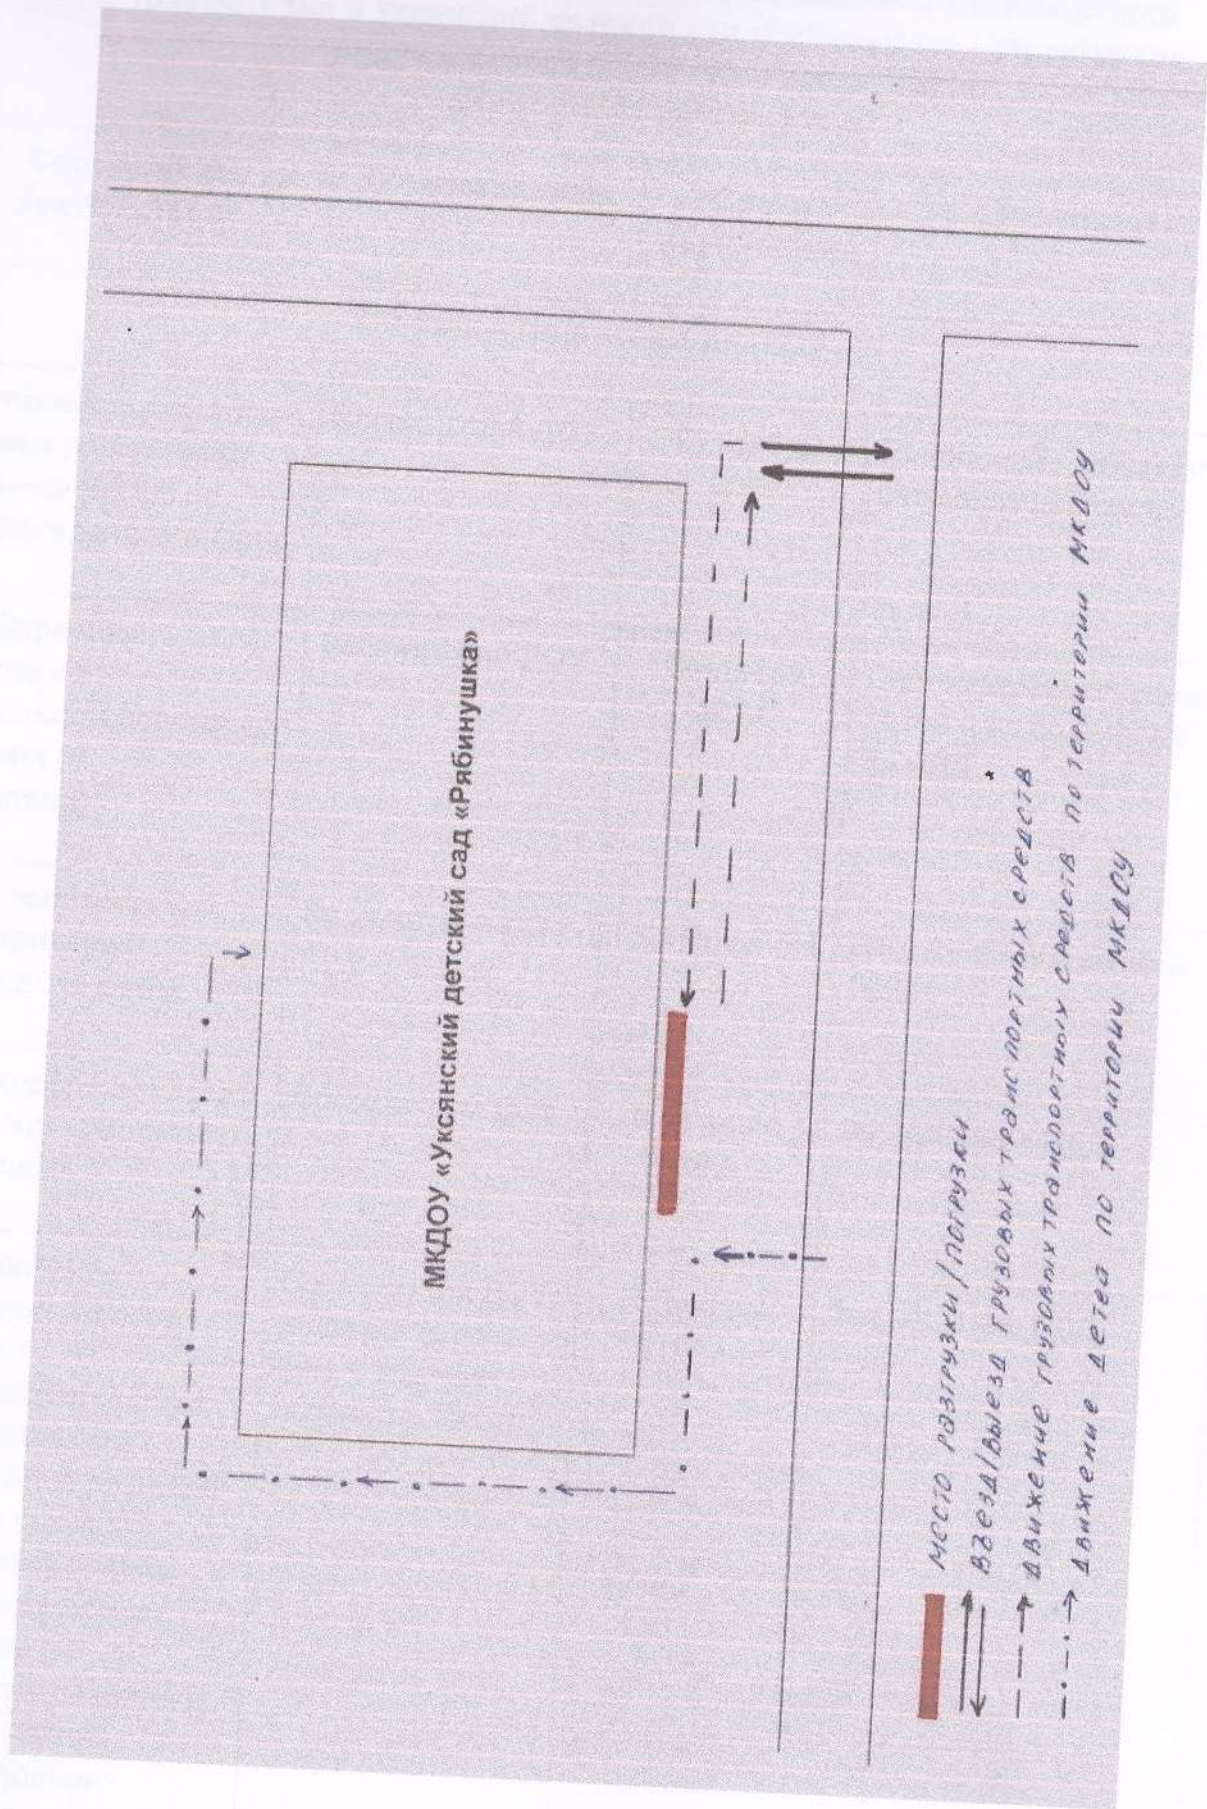 МКДОУ «Уксянский детский сад «Рябинушка»
место разгрузки/погрузки
въезд/выезд грузовых транспортных средств
движение грузовых транспортных средств по территории МКДОУ
движение детей по территории МКДОУ